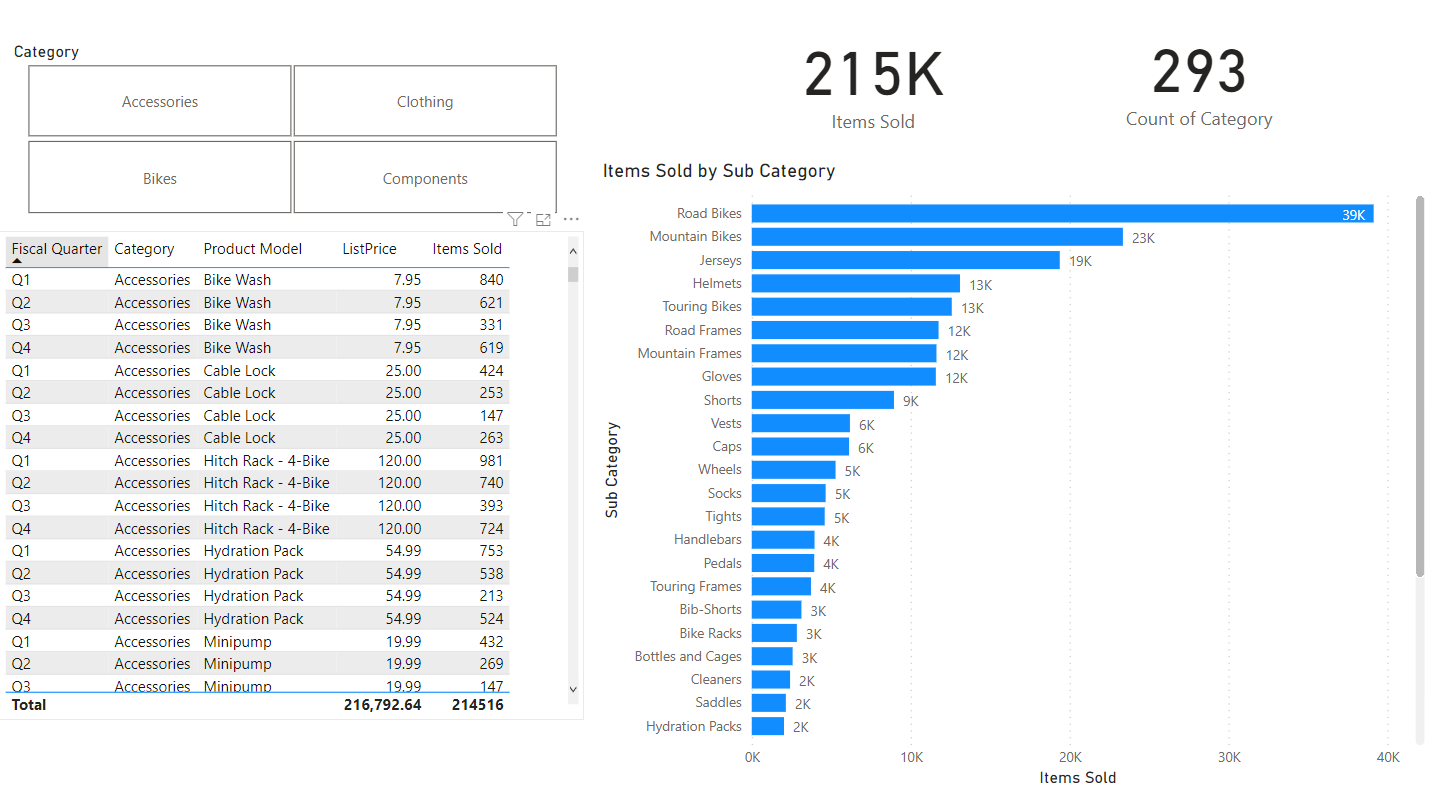 Category
Accessories Clothing
Bikes Components
Fiscal Quarter Category Product Model ListPrice Items Sold
Q1 Accessories Bike Wash 7.95 840
Q2 Accessories Bike Wash 7.95 621
Q3 Accessories Bike Wash 7.95 331
Q4 Accessories Bike Wash 7.95 619
Q1 Accessories Cable Lock 25.00 424
Q2 Accessories Cable Lock 25.00 253
Q3 Accessories Cable Lock 25.00 147
Q4 Accessories Cable Lock 25.00 263
Q1 Accessories Hitch Rack - 4-Bike 120.00 981
Q2 Accessories Hitch Rack - 4-Bike 120.00 740
Q3 Accessories Hitch Rack - 4-Bike 120.00 393
Q4 Accessories Hitch Rack - 4-Bike 120.00 724
Q1 Accessories Hydration Pack 54.99 753
Q2 Accessories Hydration Pack 54.99 538
Q3 Accessories Hydration Pack 54.99 213
Q4 Accessories Hydration Pack 54.99 524
Q1 Accessories Minipump 19.99 432
Q2 Accessories Minipump 19.99 269
Q3 Accessories Minipump 19.99 147
Total 216,792.64 214516
215K
Items Sold
293
Count of Category
Items Sold by Sub Category
Sub Category
Road Bikes 39K
Mountain Bikes 23K
Jerseys 19K
Helmets 13K
Touring Bikes 13K
Road Frames 12K
Mountain Frames 12K
Gloves 12K
Shorts 9K
Vests 6K
Caps 6K
Wheels 5K
Socks 5K
Tights 5K
Handlebars 4K
Pedals 4K
Touring Frames 4K
Bib-Shorts 3K
Bike Racks 3K
Bottles and Cages 3K
Cleaners 2K
Saddles 2K
Hydration Packs 2K
0K 10K 20K 30K 40K
Items Sold